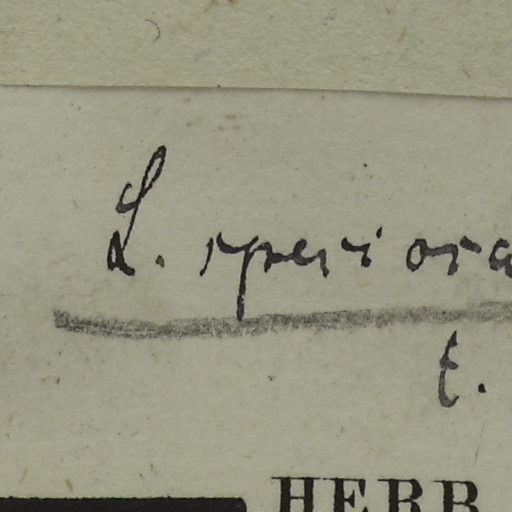 L. speciosa
t.
HERB